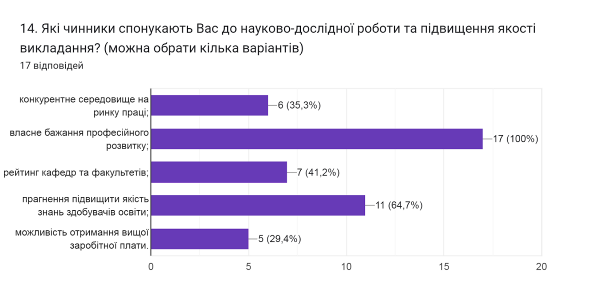 14. Які чинники спонукають Вас до науково-дослідної роботи та підвищення якості
викладання? (можна обрати кілька варіантів)
17 відповідей
конкурентне середовище на
ринку праці;
6 (35,3%)
власне бажання професійного
розвитку;
17 (100%)
рейтинг кафедр та факультетів;
7 (41,2%)
прагнення підвищити якість
знань здобувачів освіти;
11 (64,7%)
можливість отримання вищої
заробітної плати.
5 (29,4%)
0 5 10 15 20